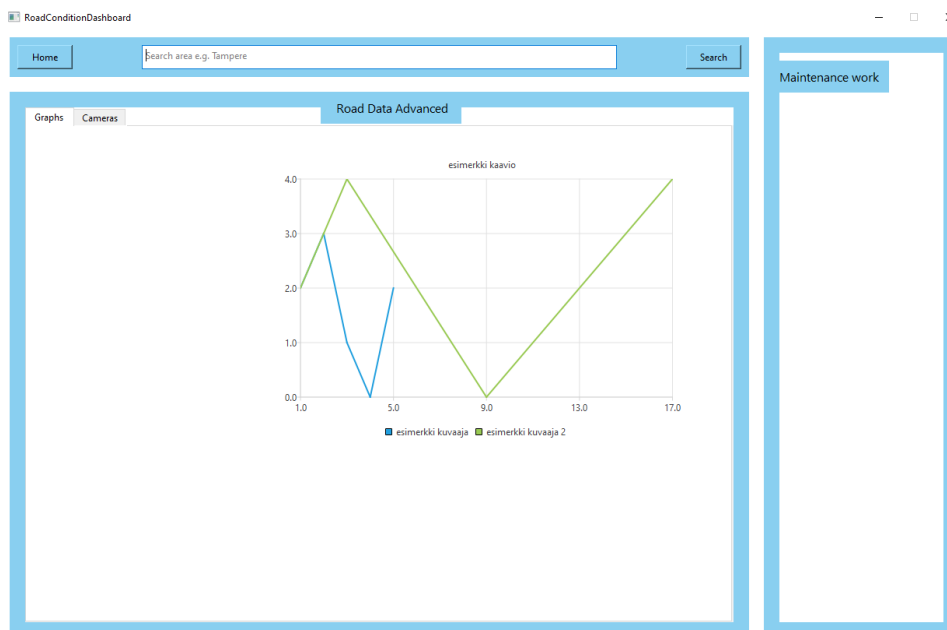 RoadConditionDashboard
Home
Search area e.g. Tampere
Search
Maintenance work
Road Data Advanced
Graphs
Cameras
esimerkki kaavio
4.0
3.0
2.0
1.0
0.0
1.0 5.0 9.0 13.0 17.0
esimerkki kuvaaja esimerkki kuvaaja 2